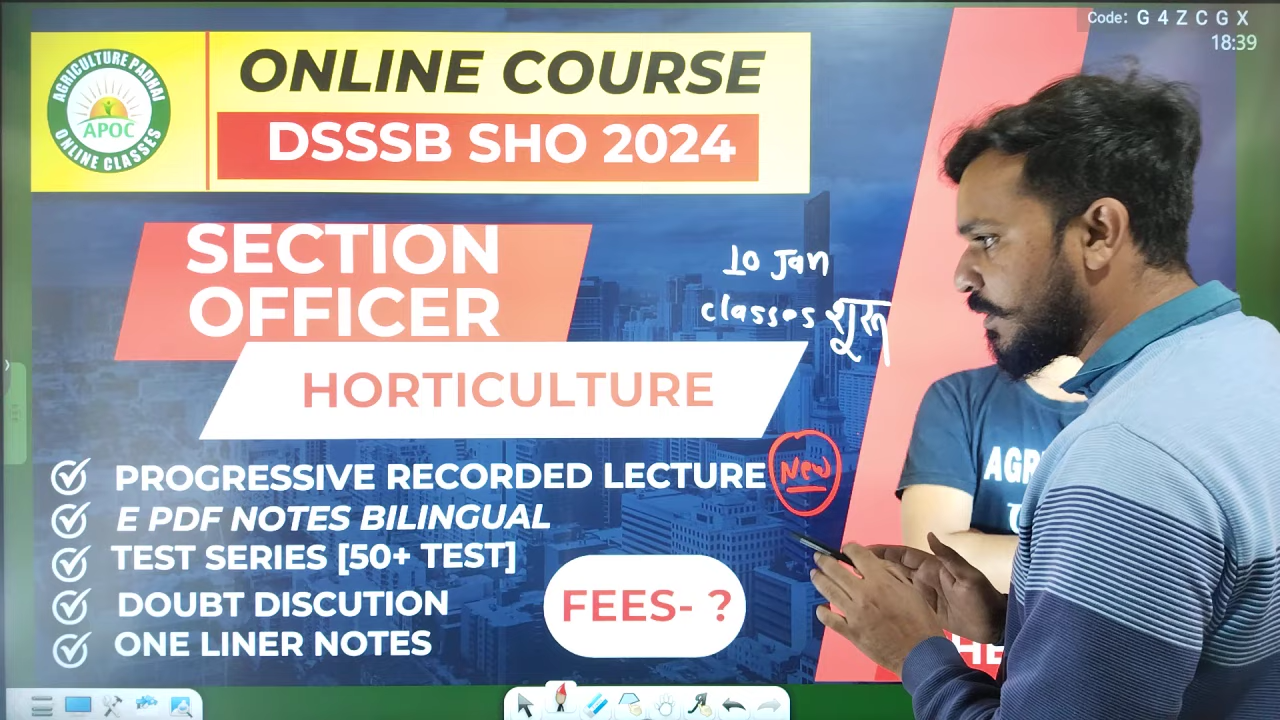 Code: G 4 Z C G X
18:39
AGRICULTURE PADHAI
APOC
ONLINE CLASSES
ONLINE COURSE
DSSSB SHO 2024
SECTION
OFFICER
10 Jan
classes शुरू
HORTICULTURE
PROGRESSIVE RECORDED LECTURE
New
E PDF NOTES BILINGUAL
TEST SERIES [50+ TEST]
DOUBT DISCUTION
ONE LINER NOTES
FEES- ?